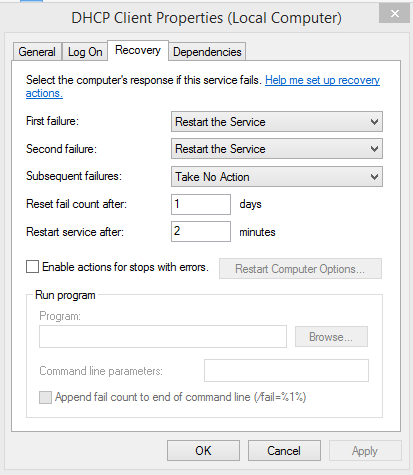 DHCP Client Properties (Local Computer)
General Log On Recovery Dependencies
Select the computer's response if this service fails. Help me set up recovery
actions.
First failure: Restart the Service
Second failure: Restart the Service
Subsequent failures: Take No Action
Reset fail count after: 1 days
Restart service after: 2 minutes
Enable actions for stops with errors. Restart Computer Options...
Run program
Program:
Browse...
Command line parameters:
Append fail count to end of command line (/fail=%1%)
OK Cancel Apply